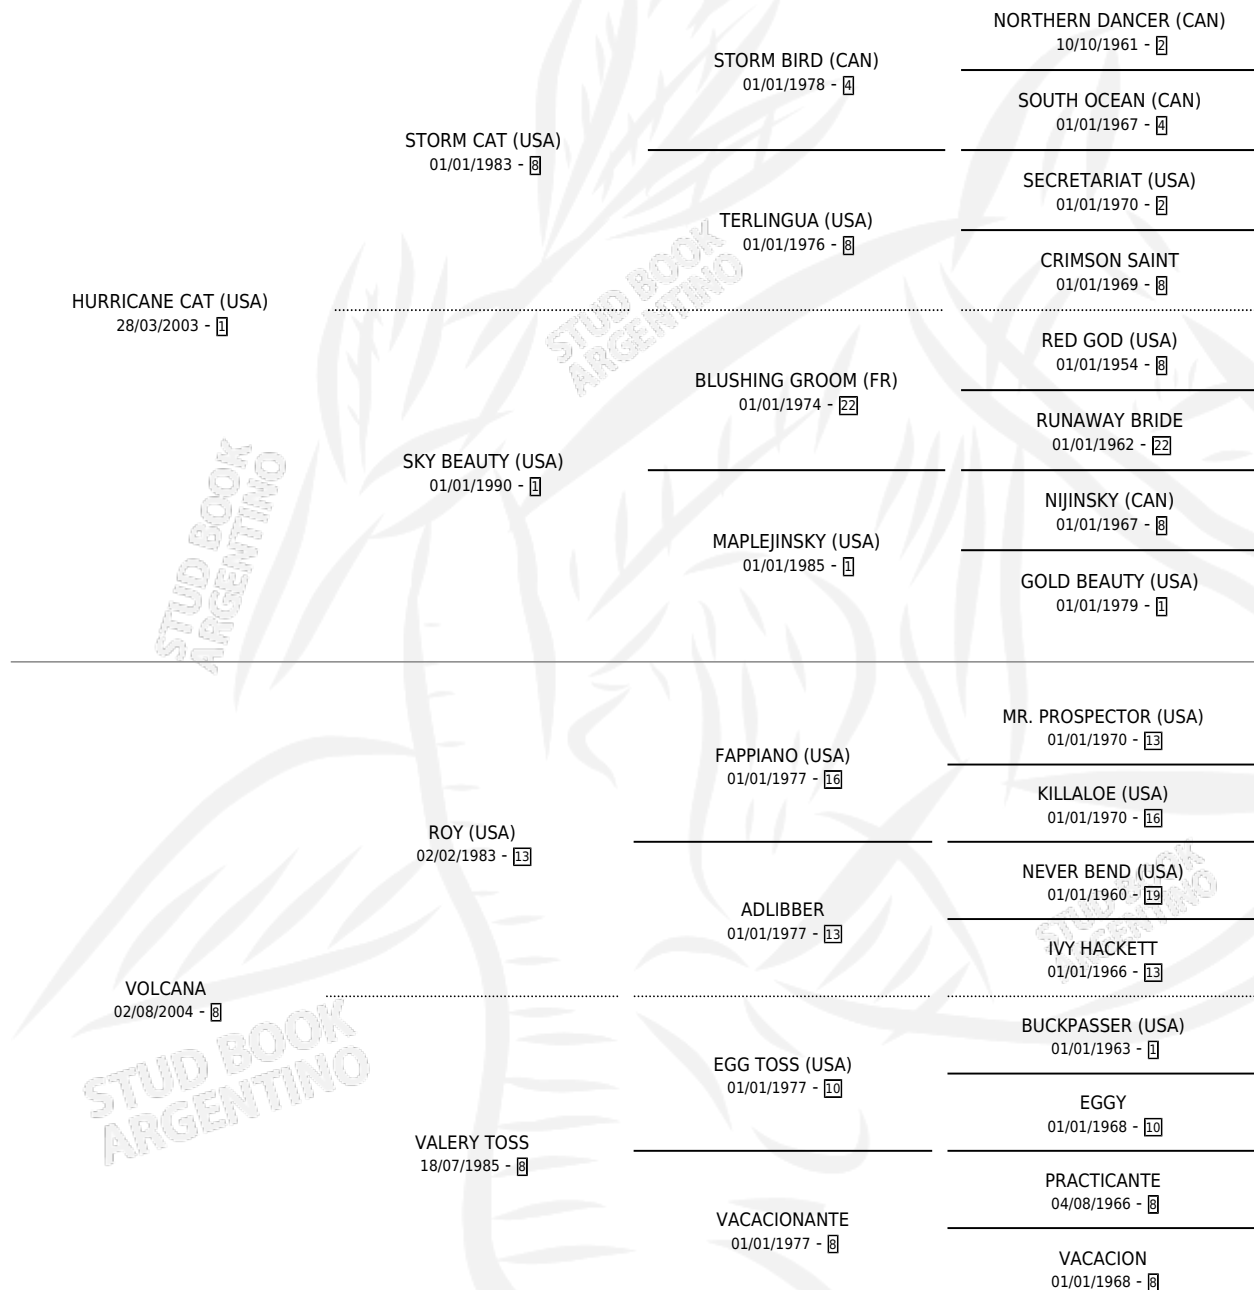 NORTHERN DANCER (CAN)
10/10/1961 - 2
STORM BIRD (CAN)
01/01/1978 - 4
SOUTH OCEAN (CAN)
01/01/1967 - 4
STORM CAT (USA)
01/01/1983 - 8
SECRETARIAT (USA)
01/01/1970 - 2
TERLINGUA (USA)
01/01/1976 - 8
CRIMSON SAINT
01/01/1969 - 8
HURRICANE CAT (USA)
28/03/2003 - 1
STUD BOOK
ARGENTINO
RED GOD (USA)
01/01/1954 - 8
BLUSHING GROOM (FR)
01/01/1974 - 22
RUNAWAY BRIDE
01/01/1962 - 22
SKY BEAUTY (USA)
01/01/1990 - 1
NIJINSKY (CAN)
01/01/1967 - 8
MAPLEJINSKY (USA)
01/01/1985 - 1
GOLD BEAUTY (USA)
01/01/1979 - 1
STUD BOOK
ARGENTINO
MR. PROSPECTOR (USA)
01/01/1970 - 13
FAPPIANO (USA)
01/01/1977 - 16
KILLALOE (USA)
01/01/1970 - 16
ROY (USA)
02/02/1983 - 13
NEVER BEND (USA)
01/01/1960 - 19
ADLIBBER
01/01/1977 - 13
IVY HACKETT
01/01/1966 - 13
STUD BOOK
ARGENTINO
VOLCANA
02/08/2004 - 8
BUCKPASSER (USA)
01/01/1963 - 1
EGG TOSS (USA)
01/01/1977 - 10
EGGY
01/01/1968 - 10
STUD BOOK
ARGENTINO
VALERY TOSS
18/07/1985 - 8
PRACTICANTE
04/08/1966 - 8
VACACIONANTE
01/01/1977 - 8
VACACION
01/01/1968 - 8